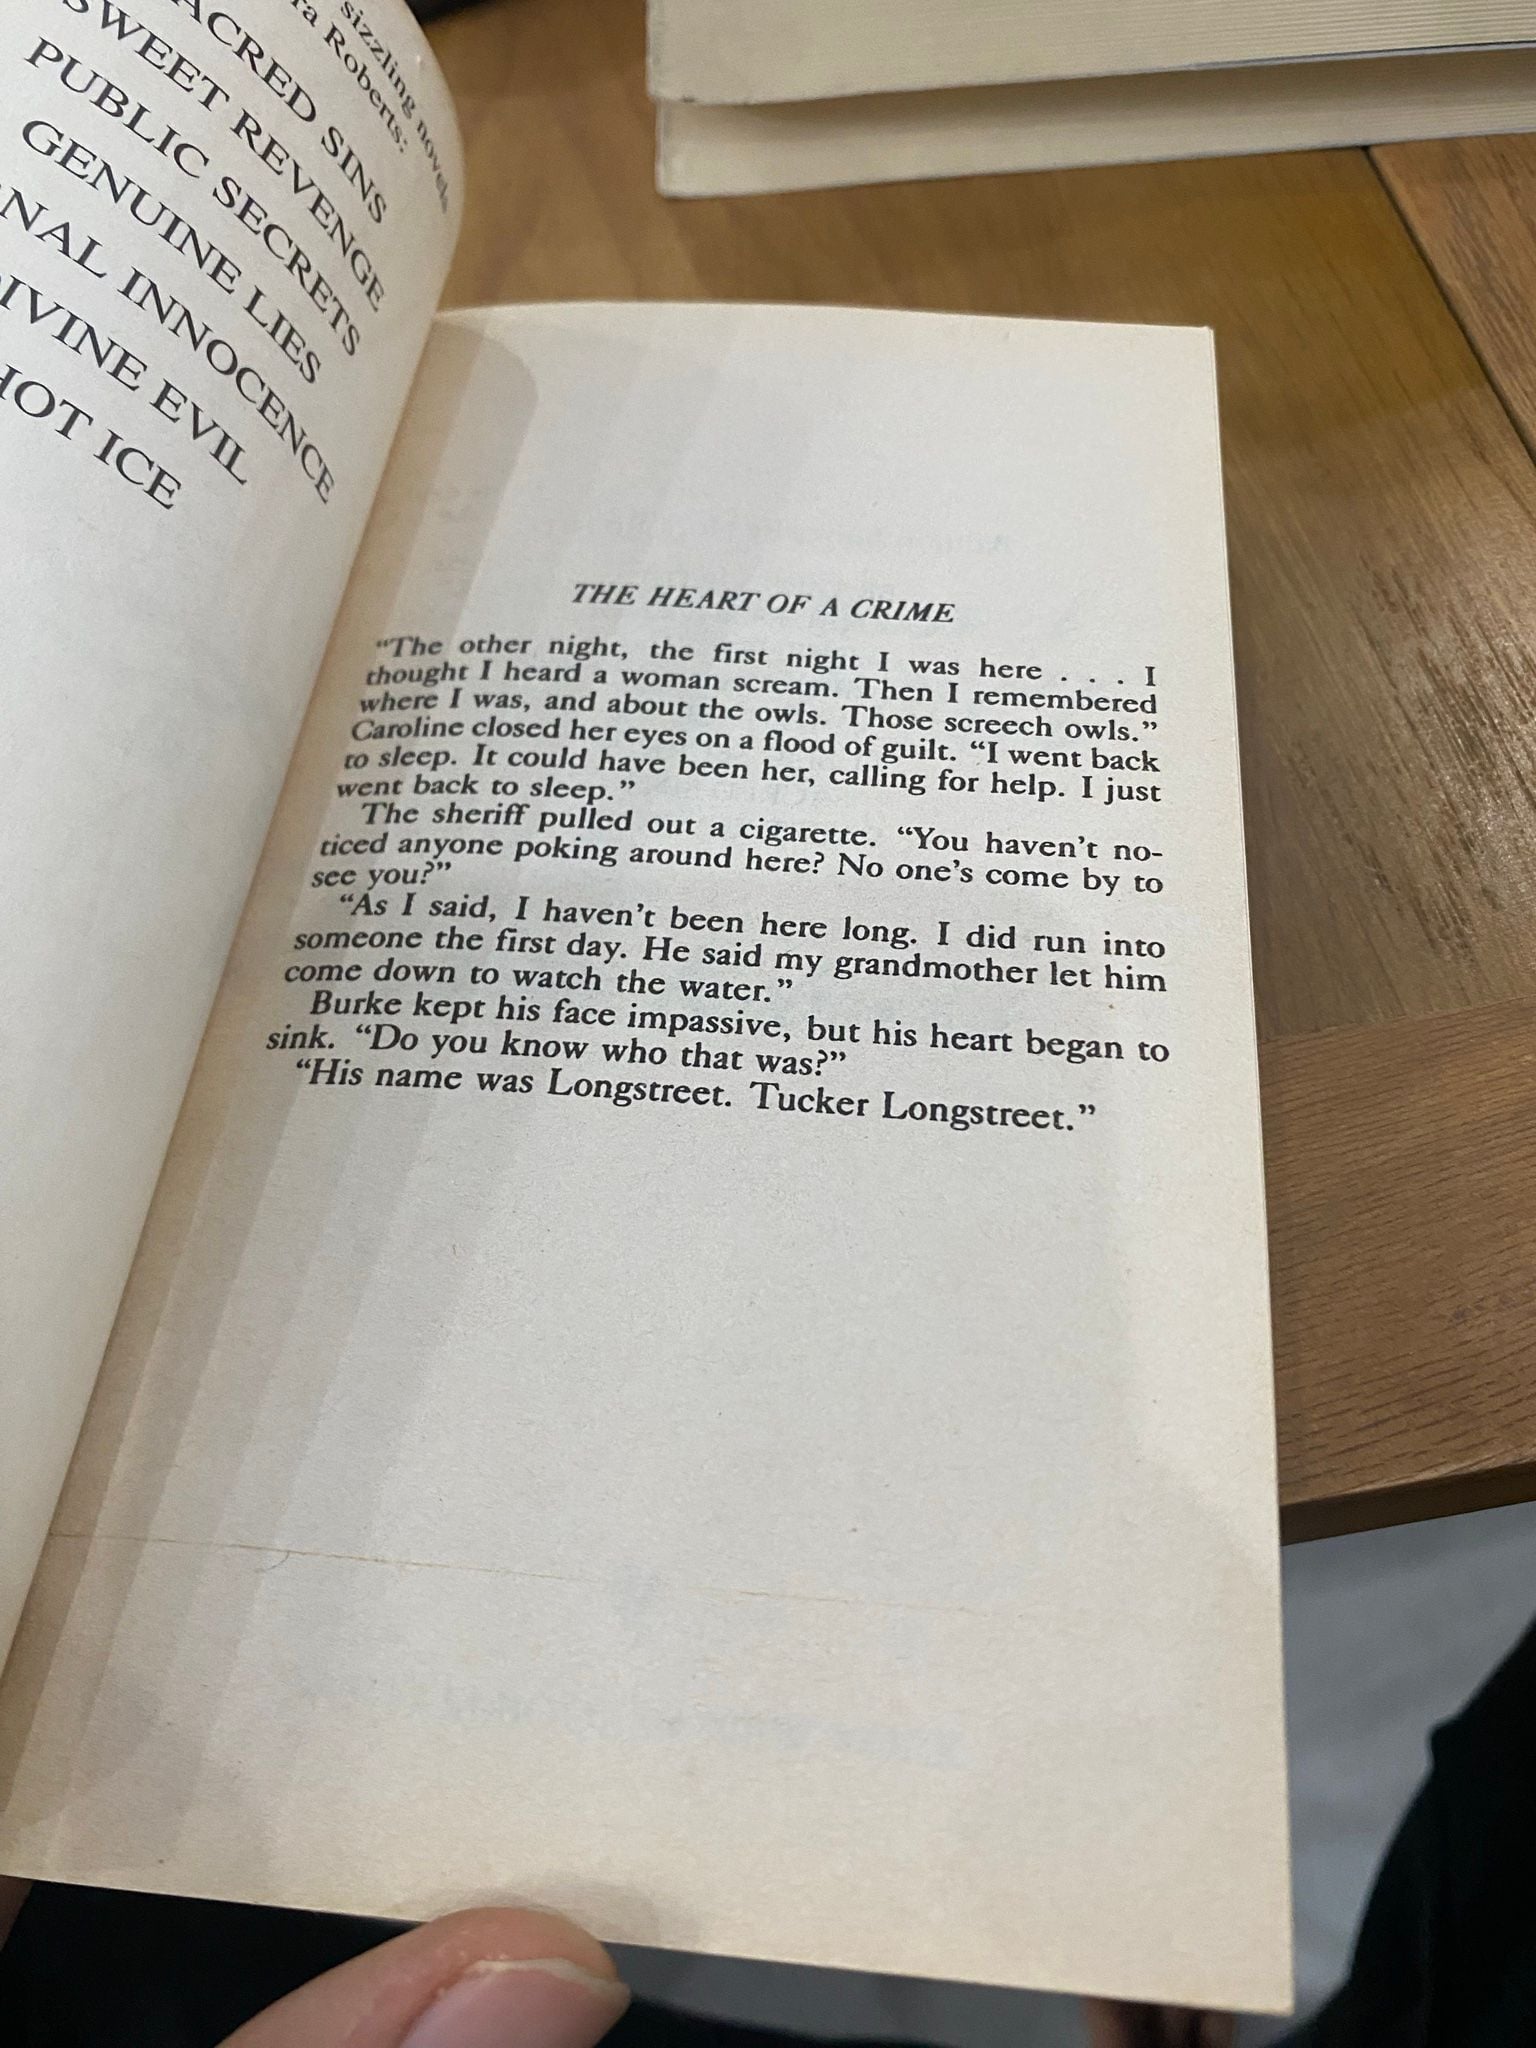 sizzling novels
ra Roberts:
ACRED SINS
SWEET REVENGE
PUBLIC SECRETS
GENUINE LIES
NAL INNOCENCE
DIVINE EVIL
HOT ICE
THE HEART OF A CRIME
“The other night, the first night I was here . . . I
thought I heard a woman scream. Then I remembered
where I was, and about the owls. Those screech owls.”
Caroline closed her eyes on a flood of guilt. “I went back
to sleep. It could have been her, calling for help. I just
went back to sleep.”
The sheriff pulled out a cigarette. “You haven't no-
ticed anyone poking around here? No one's come by to
see you?”
“As I said, I haven't been here long. I did run into
someone the first day. He said my grandmother let him
come down to watch the water.”
Burke kept his face impassive, but his heart began to
sink. “Do you know who that was?”
“His name was Longstreet. Tucker Longstreet.”